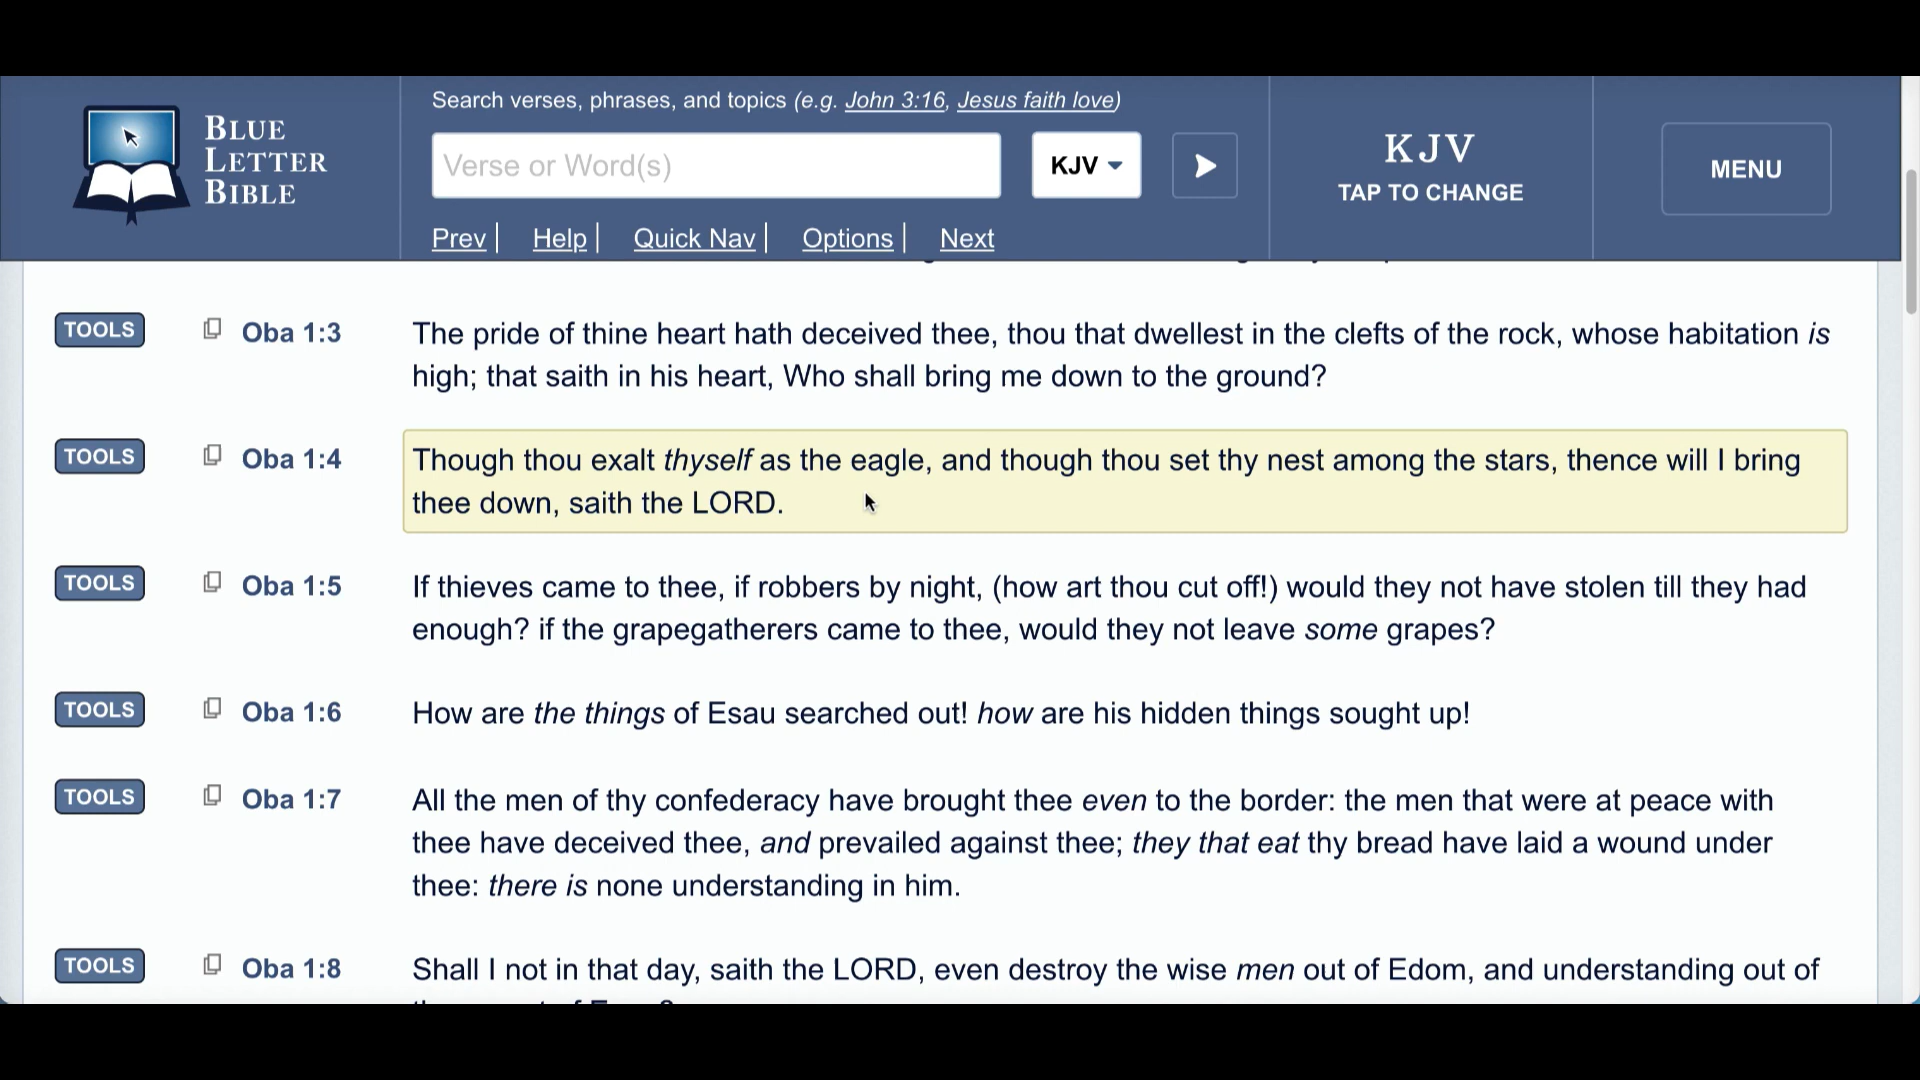 BLUE
LETTER
BIBLE
Search verses, phrases, and topics (e.g. John 3:16, Jesus faith love)
Verse or Word(s)
KJV
KJV
TAP TO CHANGE
MENU
Prev | Help | Quick Nav | Options | Next
TOOLS Oba 1:3 The pride of thine heart hath deceived thee, thou that dwellest in the clefts of the rock, whose habitation is
high; that saith in his heart, Who shall bring me down to the ground?
TOOLS Oba 1:4 Though thou exalt thyself as the eagle, and though thou set thy nest among the stars, thence will I bring
thee down, saith the LORD.
TOOLS Oba 1:5 If thieves came to thee, if robbers by night, (how art thou cut off!) would they not have stolen till they had
enough? if the grapegatherers came to thee, would they not leave some grapes?
TOOLS Oba 1:6 How are the things of Esau searched out! how are his hidden things sought up!
TOOLS Oba 1:7 All the men of thy confederacy have brought thee even to the border: the men that were at peace with
thee have deceived thee, and prevailed against thee; they that eat thy bread have laid a wound under
thee: there is none understanding in him.
TOOLS Oba 1:8 Shall I not in that day, saith the LORD, even destroy the wise men out of Edom, and understanding out of